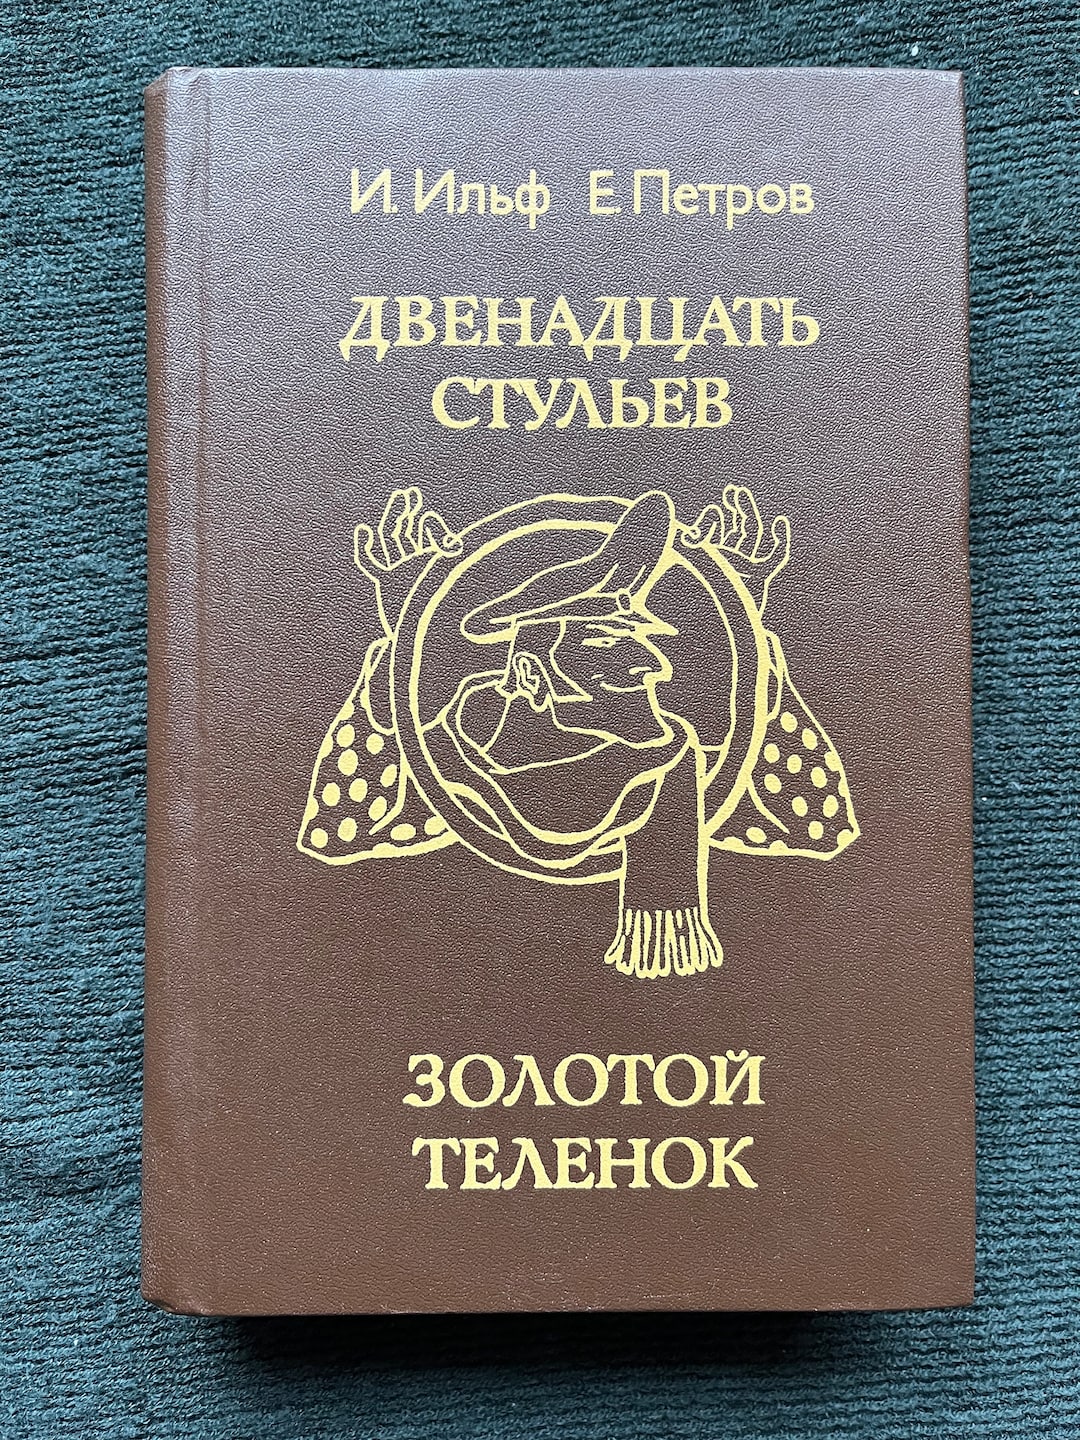 И. Ильф Е. Петров
ДВЕНАДЦАТЬ
СТУЛЬЕВ
ЗОЛОТОЙ
ТЕЛЕНОК